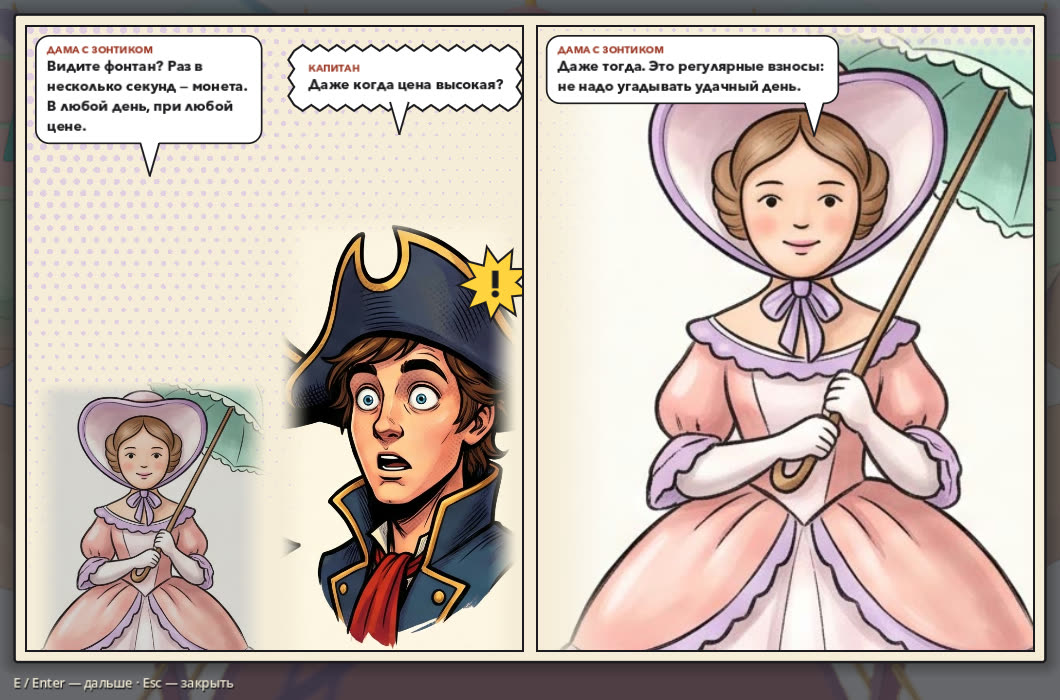 ДАМА С ЗОНТИКОМ
Видите фонтан? Раз в
несколько секунд — монета.
В любой день, при любой
цене.
КАПИТАН
Даже когда цена высокая?
!
ДАМА С ЗОНТИКОМ
Даже тогда. Это регулярные взносы:
не надо угадывать удачный день.
E / Enter — дальше · Esc — закрыть